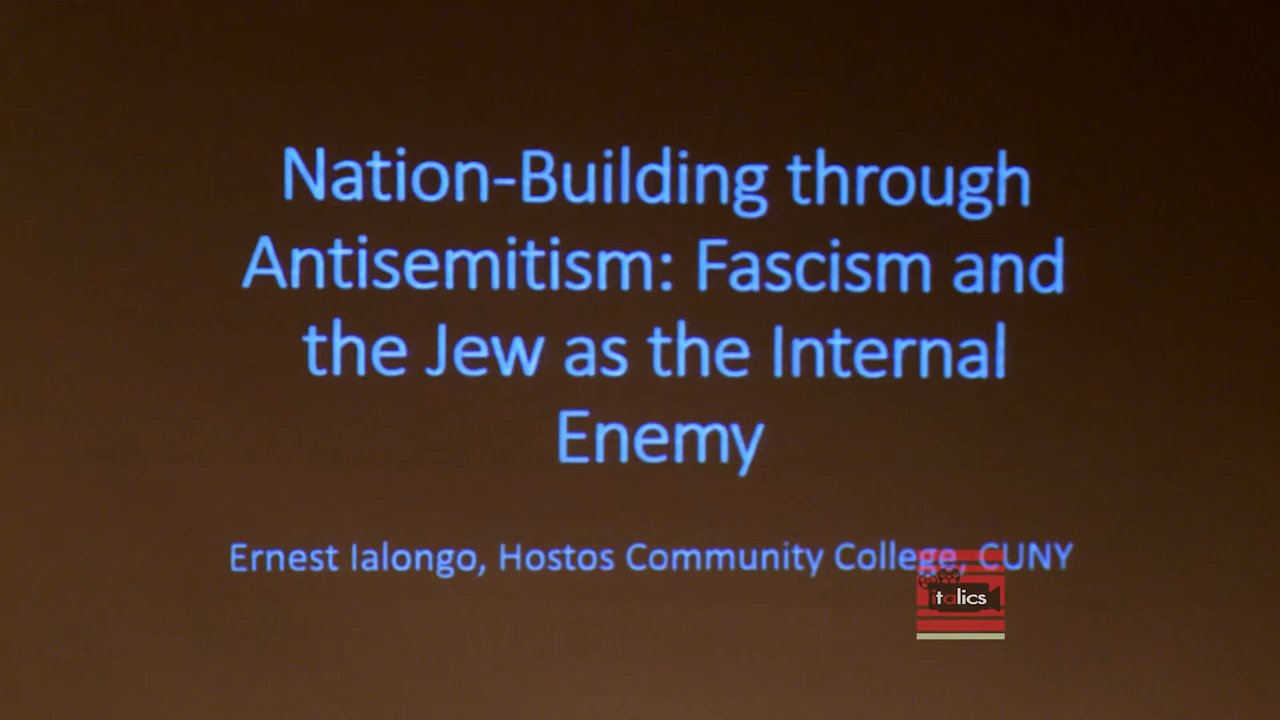 Nation-Building through
Antisemitism: Fascism and
the Jew as the Internal
Enemy
Ernest Ialongo, Hostos Community College, CUNY
italics